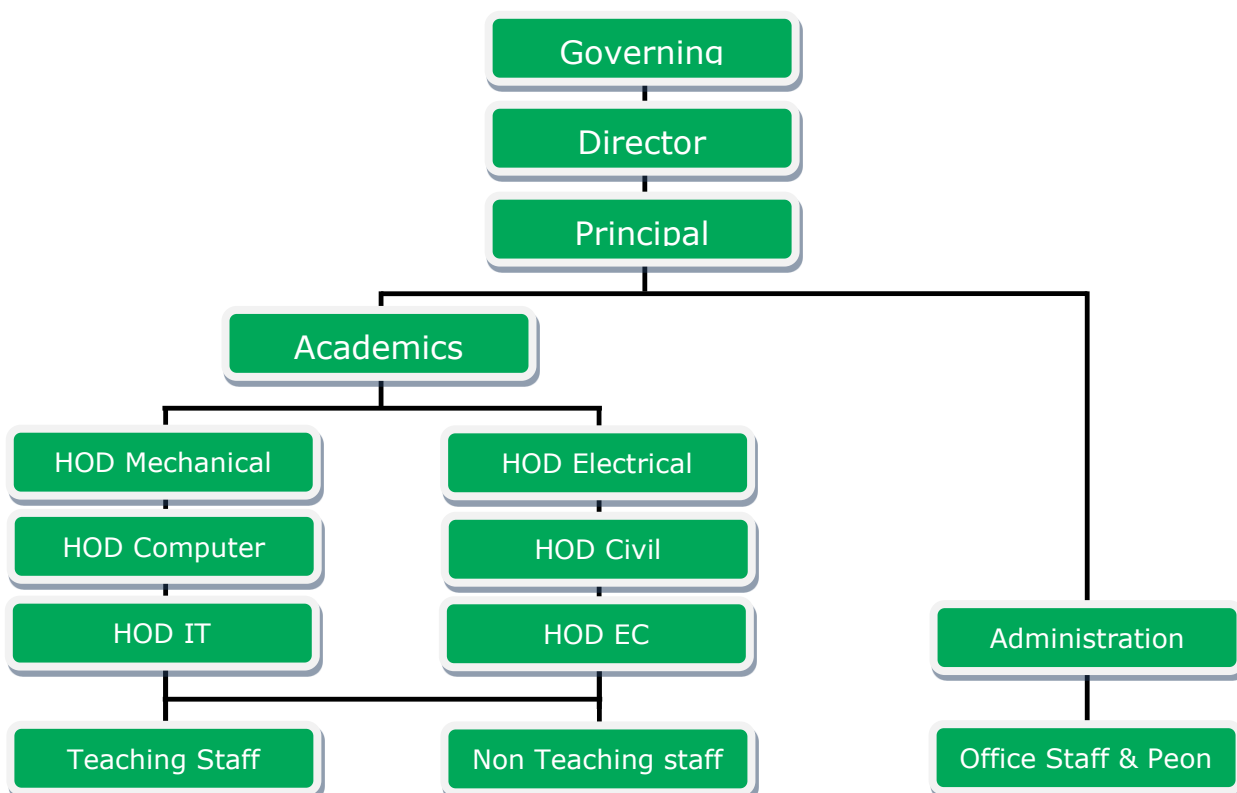 Governing
Director
Principal
Academics
HOD Mechanical
HOD Electrical
HOD Computer
HOD Civil
HOD IT
HOD EC
Administration
Teaching Staff
Non Teaching staff
Office Staff & Peon